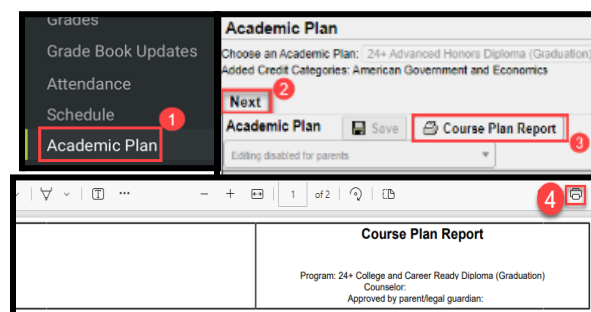 Grades
Grade Book Updates
Attendance
Schedule
1
Academic Plan
Academic Plan
Choose an Academic Plan: 24+ Advanced Honors Diploma (Graduation)
Added Credit Categories: American Government and Economics
2
Next
Academic Plan Save Course Plan Report
3
Editing disabled for parents
1 of 2
4
Course Plan Report
Program: 24+ College and Career Ready Diploma (Graduation)
Counselor:
Approved by parent/legal guardian: